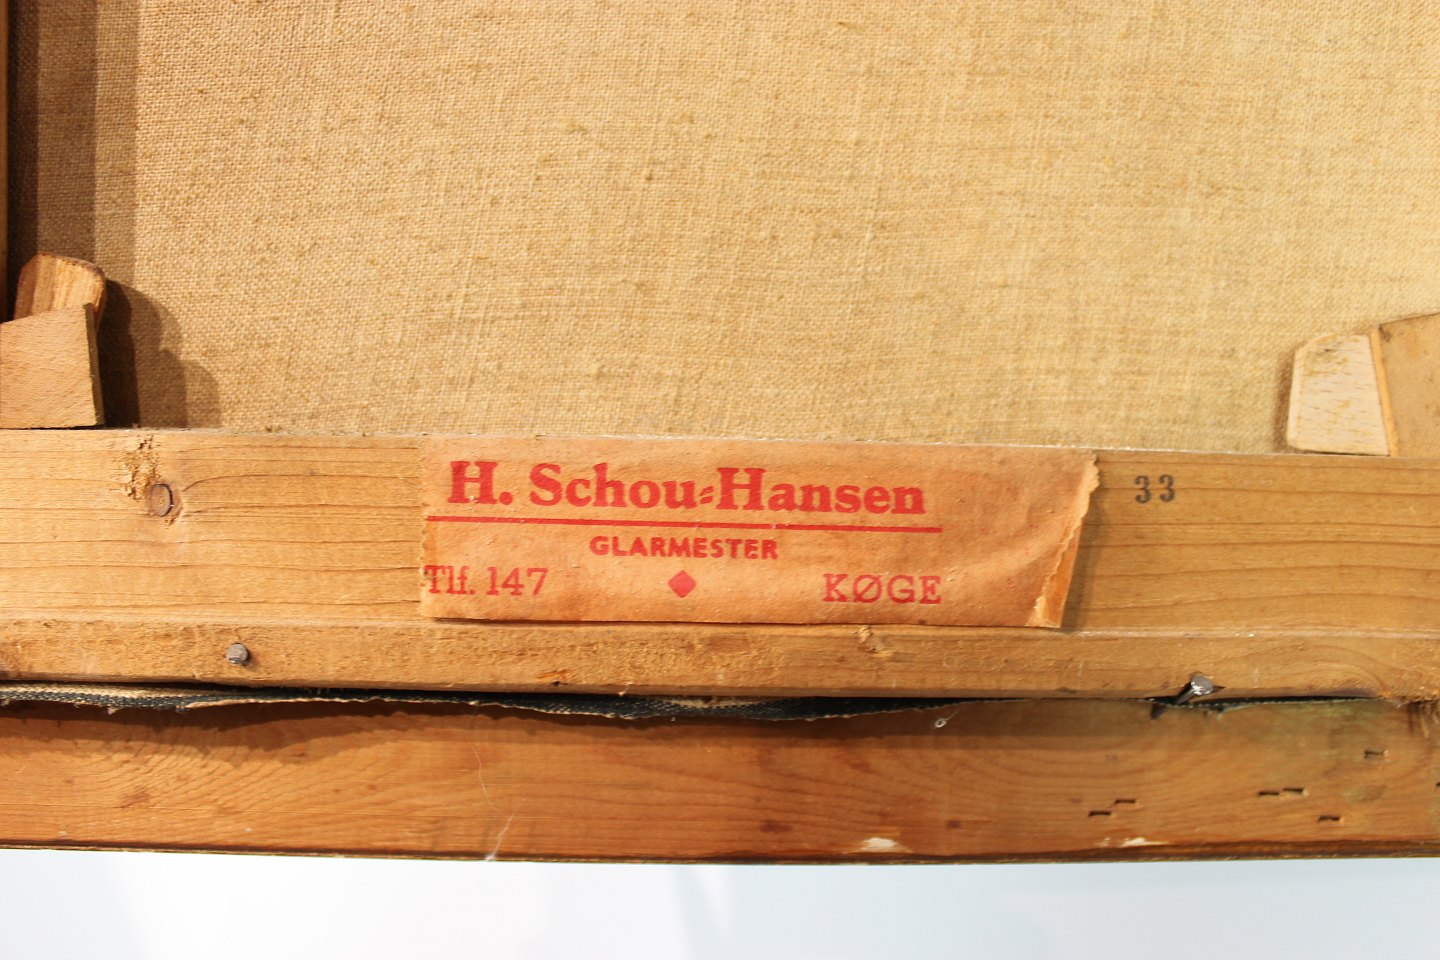 H. Schou-Hansen
GLARMESTER
Tlf. 147 KØGE
33